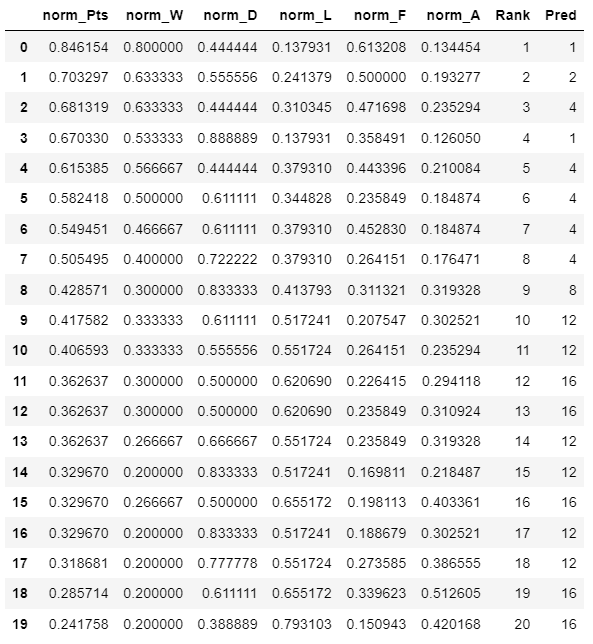 norm_Pts norm_W norm_D norm_L norm_F norm_A Rank Pred
0 0.846154 0.800000 0.444444 0.137931 0.613208 0.134454 1 1
1 0.703297 0.633333 0.555556 0.241379 0.500000 0.193277 2 2
2 0.681319 0.633333 0.444444 0.310345 0.471698 0.235294 3 4
3 0.670330 0.533333 0.888889 0.137931 0.358491 0.126050 4 1
4 0.615385 0.566667 0.444444 0.379310 0.443396 0.210084 5 4
5 0.582418 0.500000 0.611111 0.344828 0.235849 0.184874 6 4
6 0.549451 0.466667 0.611111 0.379310 0.452830 0.184874 7 4
7 0.505495 0.400000 0.722222 0.379310 0.264151 0.176471 8 4
8 0.428571 0.300000 0.833333 0.413793 0.311321 0.319328 9 8
9 0.417582 0.333333 0.611111 0.517241 0.207547 0.302521 10 12
10 0.406593 0.333333 0.555556 0.551724 0.264151 0.235294 11 12
11 0.362637 0.300000 0.500000 0.620690 0.226415 0.294118 12 16
12 0.362637 0.300000 0.500000 0.620690 0.235849 0.310924 13 16
13 0.362637 0.266667 0.666667 0.551724 0.235849 0.319328 14 12
14 0.329670 0.200000 0.833333 0.517241 0.169811 0.218487 15 12
15 0.329670 0.266667 0.500000 0.655172 0.198113 0.403361 16 16
16 0.329670 0.200000 0.833333 0.517241 0.188679 0.302521 17 12
17 0.318681 0.200000 0.777778 0.551724 0.273585 0.386555 18 12
18 0.285714 0.200000 0.611111 0.655172 0.339623 0.512605 19 16
19 0.241758 0.200000 0.388889 0.793103 0.150943 0.420168 20 16